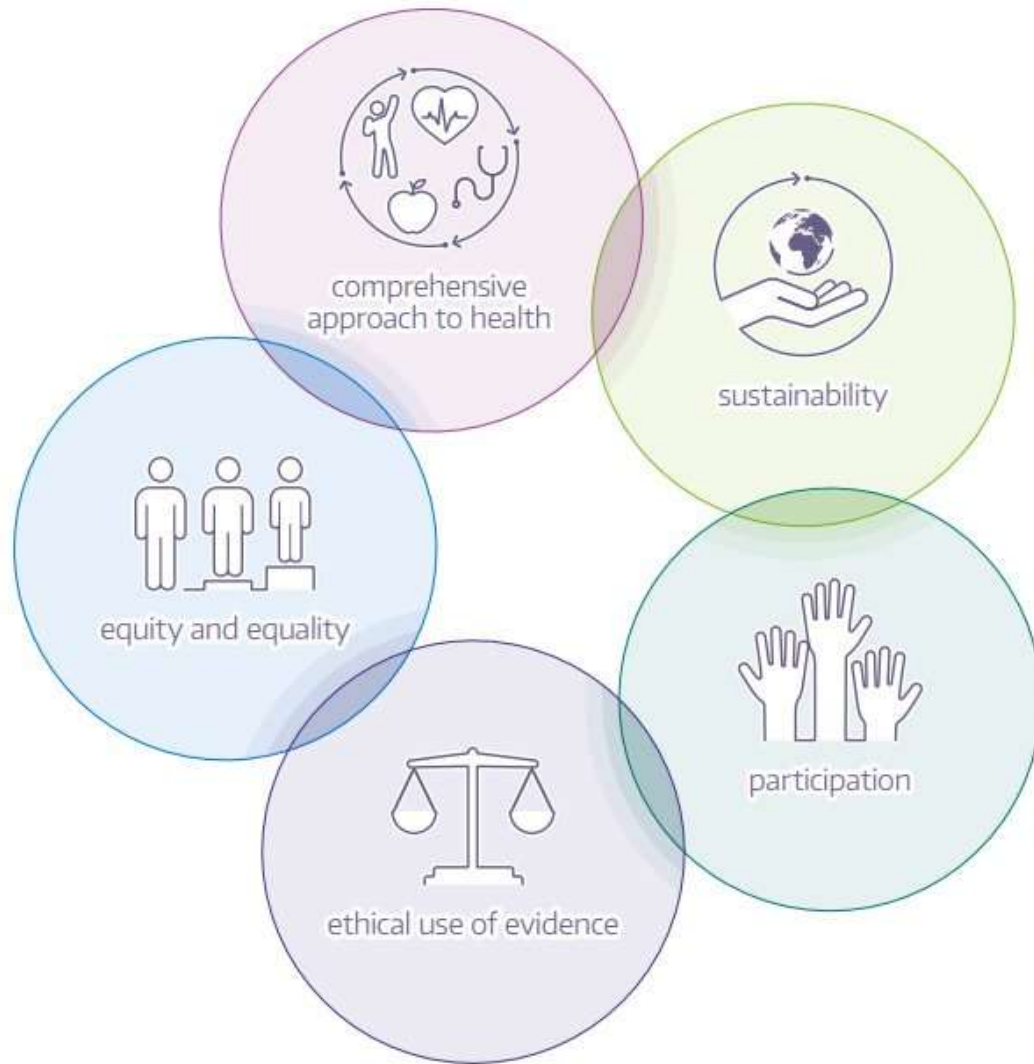 comprehensive
approach to health
sustainability
equity and equality
participation
ethical use of evidence